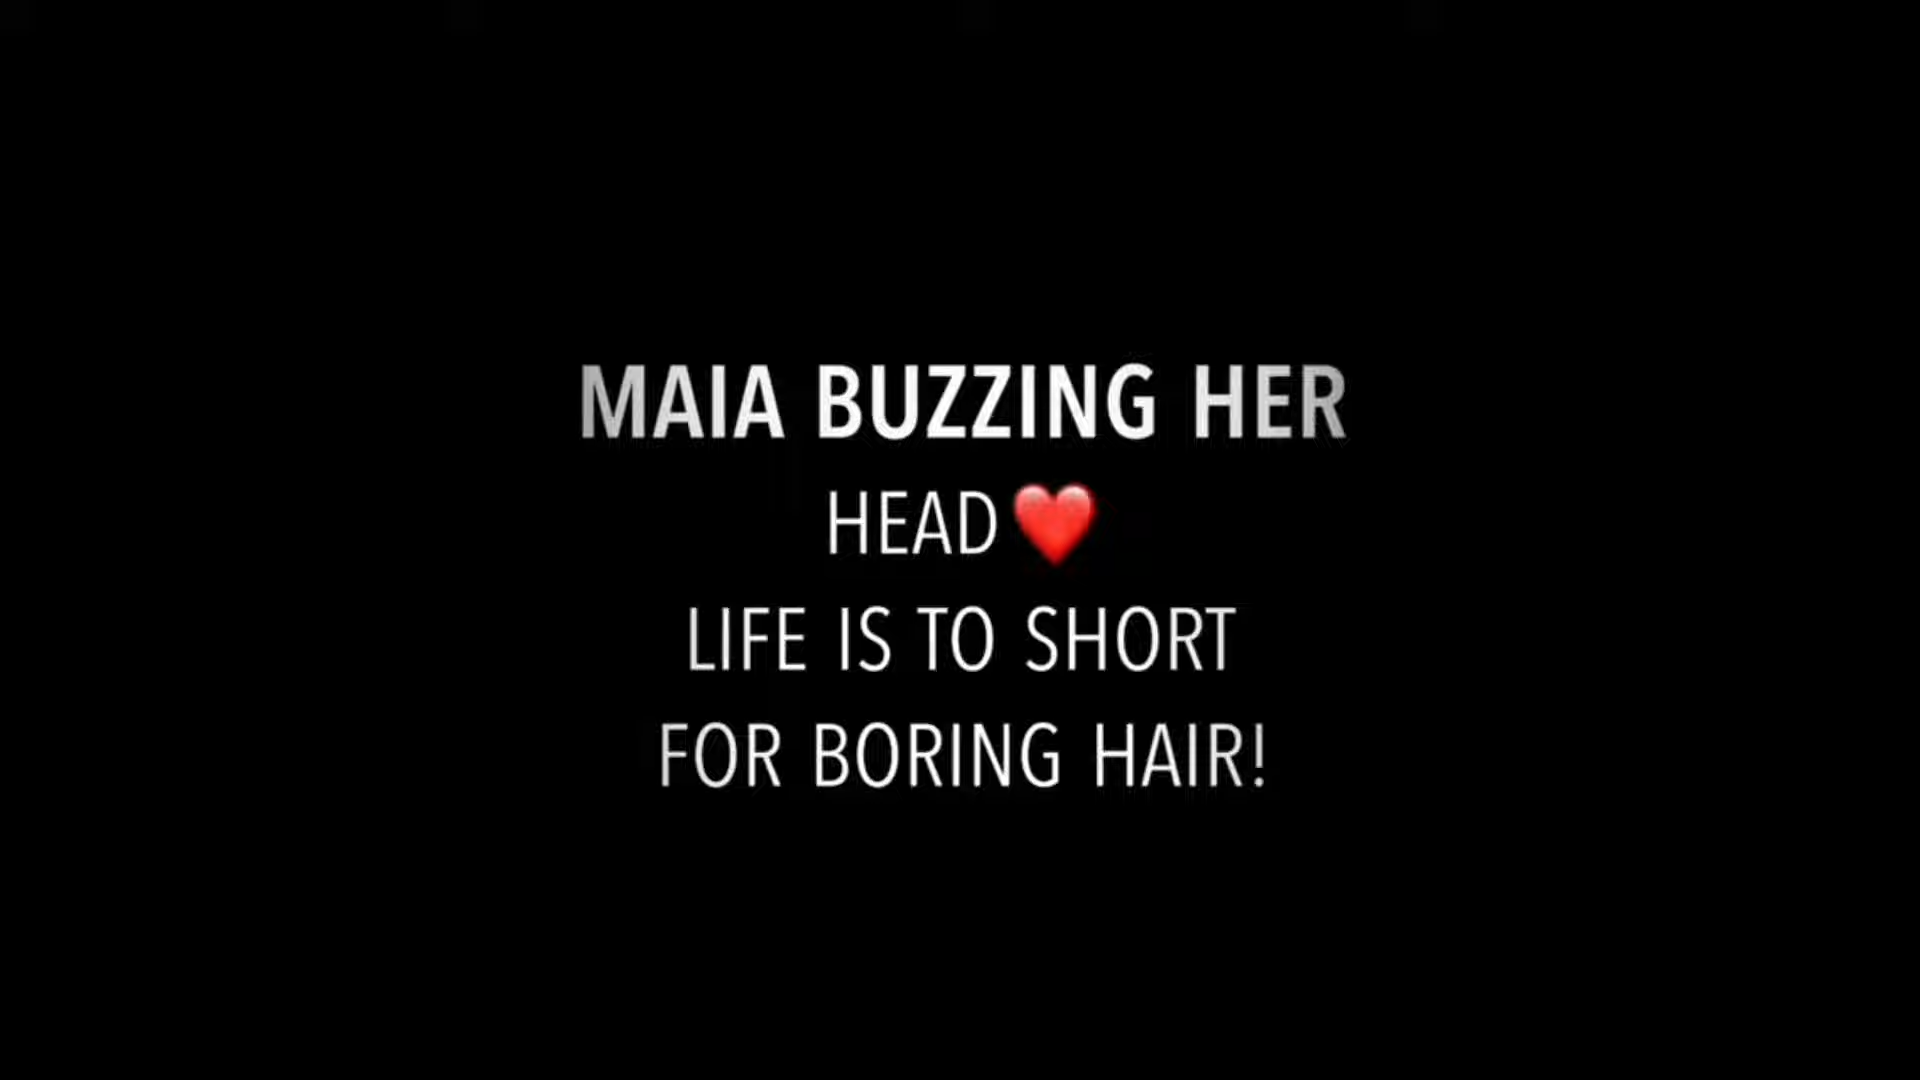 MAIA BUZZING HER
HEAD❤️
LIFE IS TO SHORT
FOR BORING HAIR!